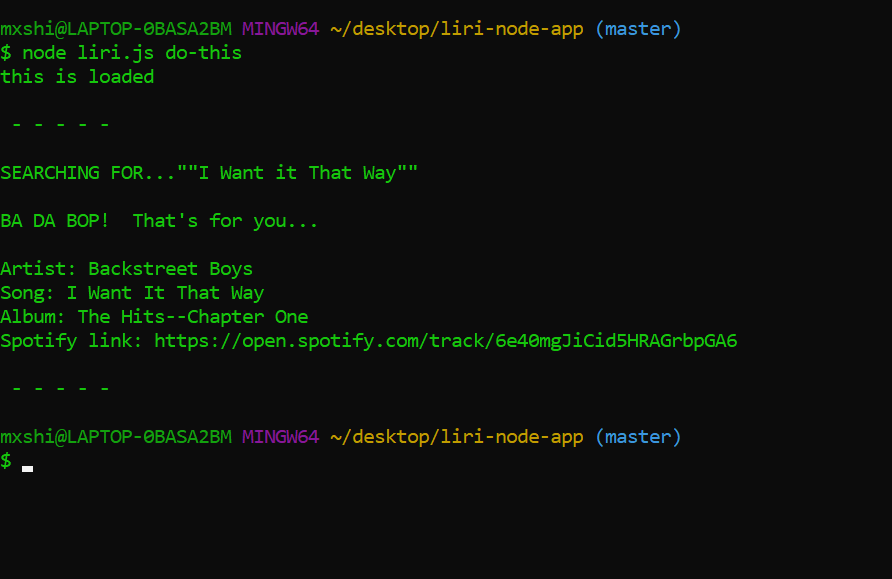 mxshi@LAPTOP-0BASA2BM MINGW64 ~/desktop/liri-node-app (master)
$ node liri.js do-this
this is loaded
- - - - -
SEARCHING FOR...""I Want it That Way""
BA DA BOP!  That's for you...
Artist: Backstreet Boys
Song: I Want It That Way
Album: The Hits--Chapter One
Spotify link: https://open.spotify.com/track/6e40mgJiCid5HRAGrbpGA6
- - - - -
mxshi@LAPTOP-0BASA2BM MINGW64 ~/desktop/liri-node-app (master)
$